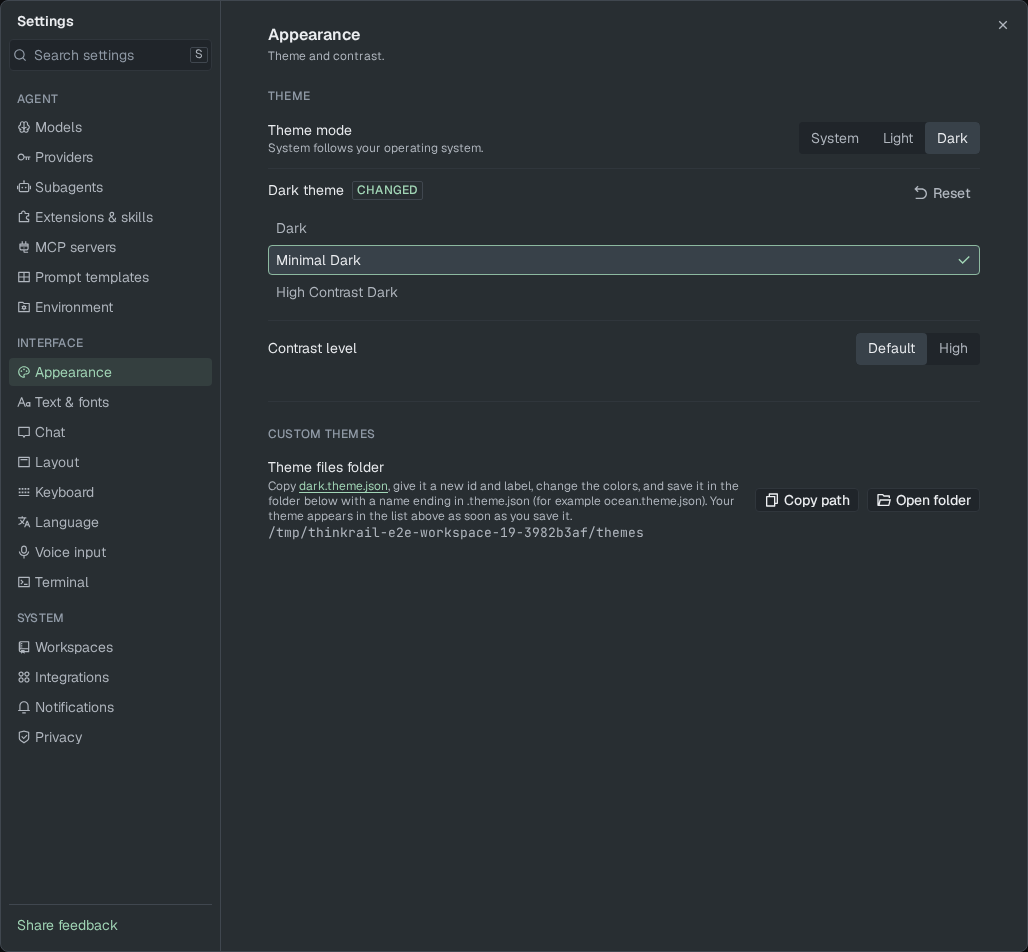 Settings
Search settings
S
AGENT
Models
Providers
Subagents
Extensions & skills
MCP servers
Prompt templates
Environment
INTERFACE
Appearance
Text & fonts
Chat
Layout
Keyboard
Language
Voice input
Terminal
SYSTEM
Workspaces
Integrations
Notifications
Privacy
Share feedback
Appearance
Theme and contrast.
THEME
Theme mode
System follows your operating system.
System Light Dark
Dark theme CHANGED
Reset
Dark
Minimal Dark
High Contrast Dark
Contrast level
Default High
CUSTOM THEMES
Theme files folder
Copy dark.theme.json, give it a new id and label, change the colors, and save it in the
folder below with a name ending in .theme.json (for example ocean.theme.json). Your
theme appears in the list above as soon as you save it.
/tmp/thinkrail-e2e-workspace-19-3982b3af/themes
Copy path
Open folder